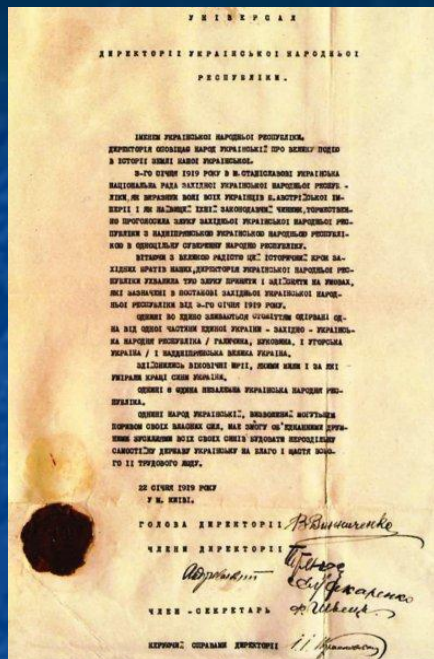 УНІВЕРСАЛ
ДИРЕКТОРІЇ УКРАЇНСЬКОЇ НАРОДНЬОЇ
РЕСПУБЛІКИ.
ІМЕНЕМ УКРАЇНСЬКОЇ НАРОДНЬОЇ РЕСПУБЛІКИ.
ДИРЕКТОРІЯ ОПОВІЩАЄ НАРОД УКРАЇНСЬКИЙ ПРО ВЕЛИКУ ПОДІЮ
В ІСТОРІЇ ЗЕМЛІ НАШОЇ УКРАЇНСЬКОЇ.
3-ГО СІЧНЯ 1919 РОКУ В М. СТАНІСЛАВОВІ УКРАЇНСЬКА
НАЦІОНАЛЬНА РАДА ЗАХІДНОЇ УКРАЇНСЬКОЇ НАРОДНЬОЇ РЕСПУБ-
ЛІКИ, ЯК ВИРАЗНИК ВОЛІ ВСІХ УКРАЇНЦІВ Б. АВСТРІЙСЬКОЇ ІМ-
ПЕРІЇ І ЯК НАЙВИЩИЙ ЇХНІЙ ЗАКОНОДАВЧИЙ ЧИННИК, ТОРЖЕСТВЕН-
НО ПРОГОЛОСИЛА ЗЛУКУ ЗАХІДНЬОЇ УКРАЇНСЬКОЇ НАРОДНЬОЇ РЕС-
ПУБЛІКИ З НАДДНІПРЯНСЬКОЮ УКРАЇНСЬКОЮ НАРОДНЬОЮ РЕСПУБЛІ-
КОЮ В ОДНОЦІЛЬНУ СУВЕРЕННУ НАРОДНЮ РЕСПУБЛІКУ.
ВІТАЮЧИ З ВЕЛИКОЮ РАДІСТЮ ЦЕЙ ІСТОРИЧНИЙ КРОК ЗА-
ХІДНИХ БРАТІВ НАШИХ, ДИРЕКТОРІЯ УКРАЇНСЬКОЇ НАРОДНЬОЇ РЕС-
ПУБЛІКИ УХВАЛИЛА ТУЮ ЗЛУКУ ПРИЙНЯТИ І ЗДІЙСНИТИ НА УМОВАХ,
ЯКІ ЗАЗНАЧЕНІ В ПОСТАНОВІ ЗАХІДНЬОЇ УКРАЇНСЬКОЇ НАРОД-
НЬОЇ РЕСПУБЛІКИ ВІД 3-ГО СІЧНЯ 1919 РОКУ.
ОДНИНІ ВО ЄДИНО ЗЛИВАЮТЬСЯ СТОЛІТТЯМ ОДІРВАНІ ОД-
НА ВІД ОДНОЇ ЧАСТИНИ ЄДИНОЇ УКРАЇНИ - ЗАХІДНО - УКРАЇНСЬ-
КА НАРОДНЯ РЕСПУБЛІКА / ГАЛИЧИНА, БУКОВИНА, І УГОРСЬКА
УКРАЇНА / І НАДДНІПРЯНСЬКА ВЕЛИКА УКРАЇНА.
ЗДІЙСНИЛИСЬ ВІКОВІЧНІ МРІЇ, ЯКИМИ ЖИЛИ І ЗА ЯКІ
УМІРАЛИ КРАЩІ СИНИ УКРАЇНИ.
ОДНИНІ Є ЄДИНА НЕЗАЛЕЖНА УКРАЇНСЬКА НАРОДНЯ РЕС-
ПУБЛІКА.
ОДНИНІ НАРОД УКРАЇНСЬКИЙ, ВИЗВОЛЕНИЙ МОГУТНІМ
ПОРИВОМ СВОЇХ ВЛАСНИХ СИЛ, МАЄ ЗМОГУ ОБ'ЄДНАНИМИ ДРУЖ-
НИМИ ЗУСИЛЛЯМИ ВСІХ СВОЇХ СИНІВ БУДОВАТИ НЕРОЗДІЛЬНУ
САМОСТІЙНУ ДЕРЖАВУ УКРАЇНСЬКУ НА БЛАГО І ЩАСТЯ ВСЬО-
ГО ЇЇ ТРУДОВОГО ЛЮДУ.
22 СІЧНЯ 1919 РОКУ
У М. КИЇВІ.
ГОЛОВА ДИРЕКТОРІЇ В. Винниченко
ЧЛЕНИ ДИРЕКТОРІЇ
Макаренко
ЧЛЕН - СЕКРЕТАРЬ Ф. Швець
КЕРУЮЧИЙ СПРАВАМИ ДИРЕКТОРІЇ